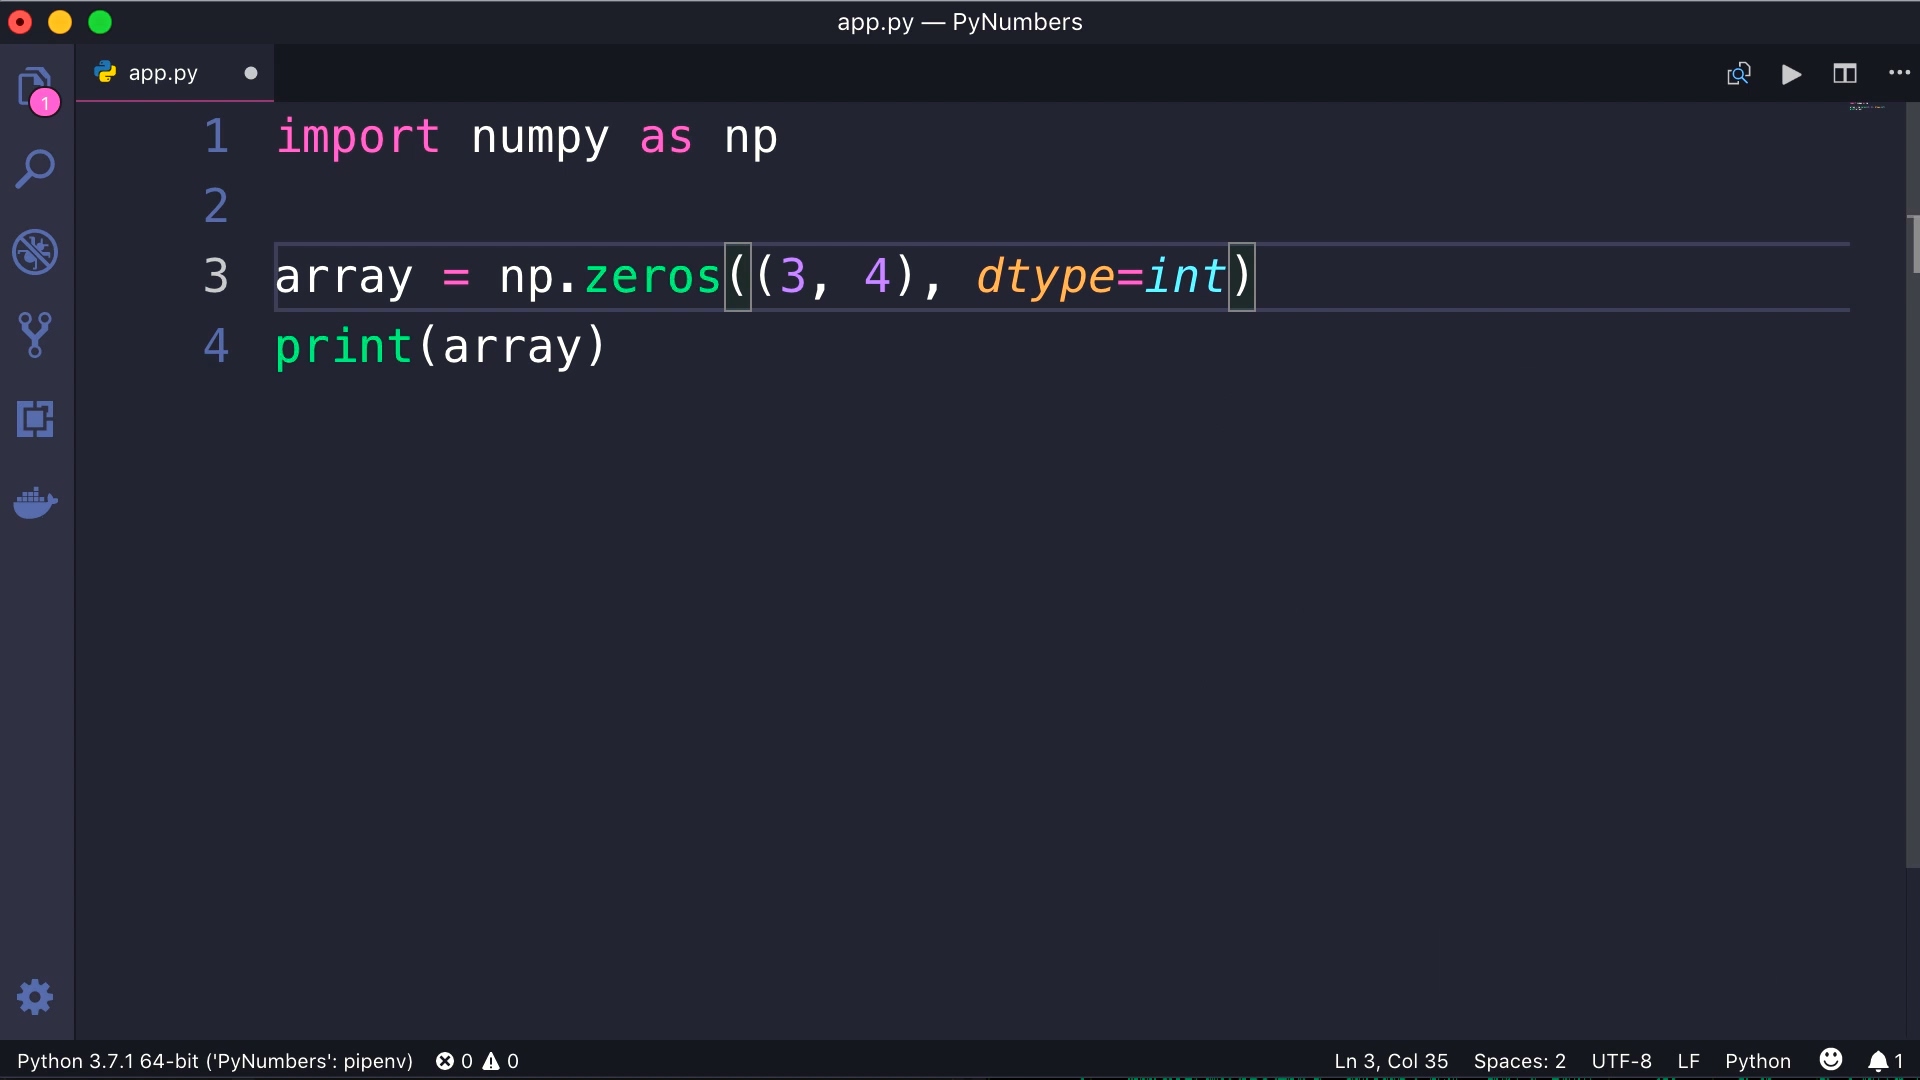 app.py — PyNumbers
1
app.py
1 import numpy as np
2
3 array = np.zeros((3, 4), dtype=int)
4 print(array)
Python 3.7.1 64-bit ('PyNumbers': pipenv) 0 0 Ln 3, Col 35 Spaces: 2 UTF-8 LF Python 1